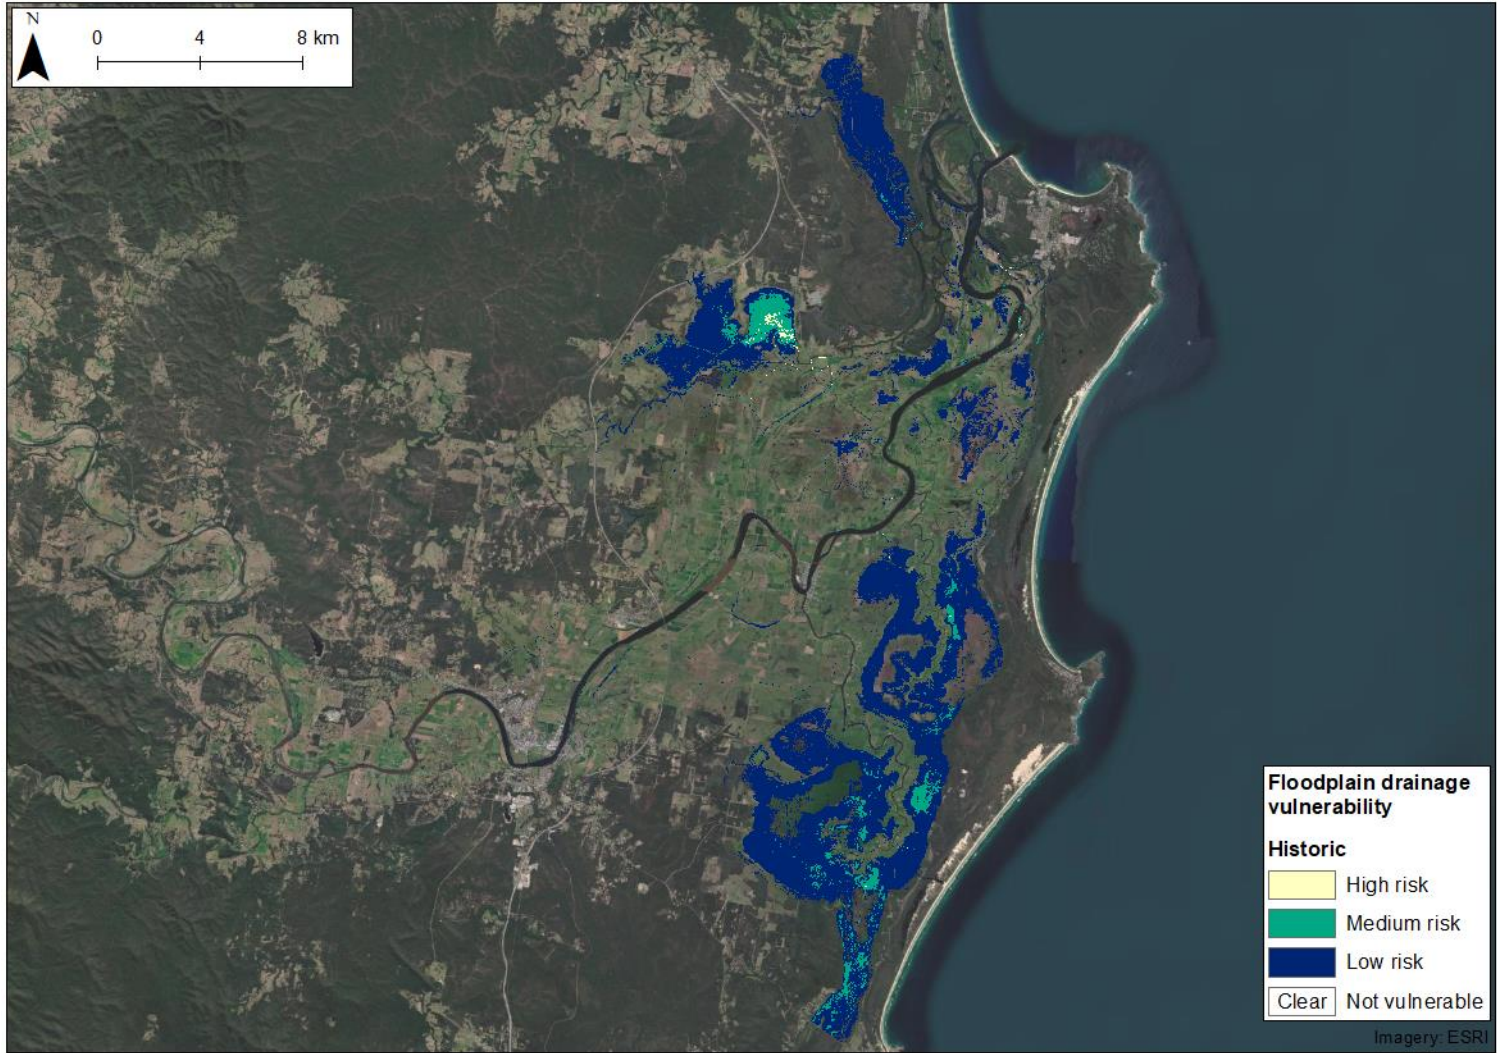 N
0 4 8 km
Floodplain drainage
vulnerability
Historic
High risk
Medium risk
Low risk
Clear Not vulnerable
Imagery: ESRI